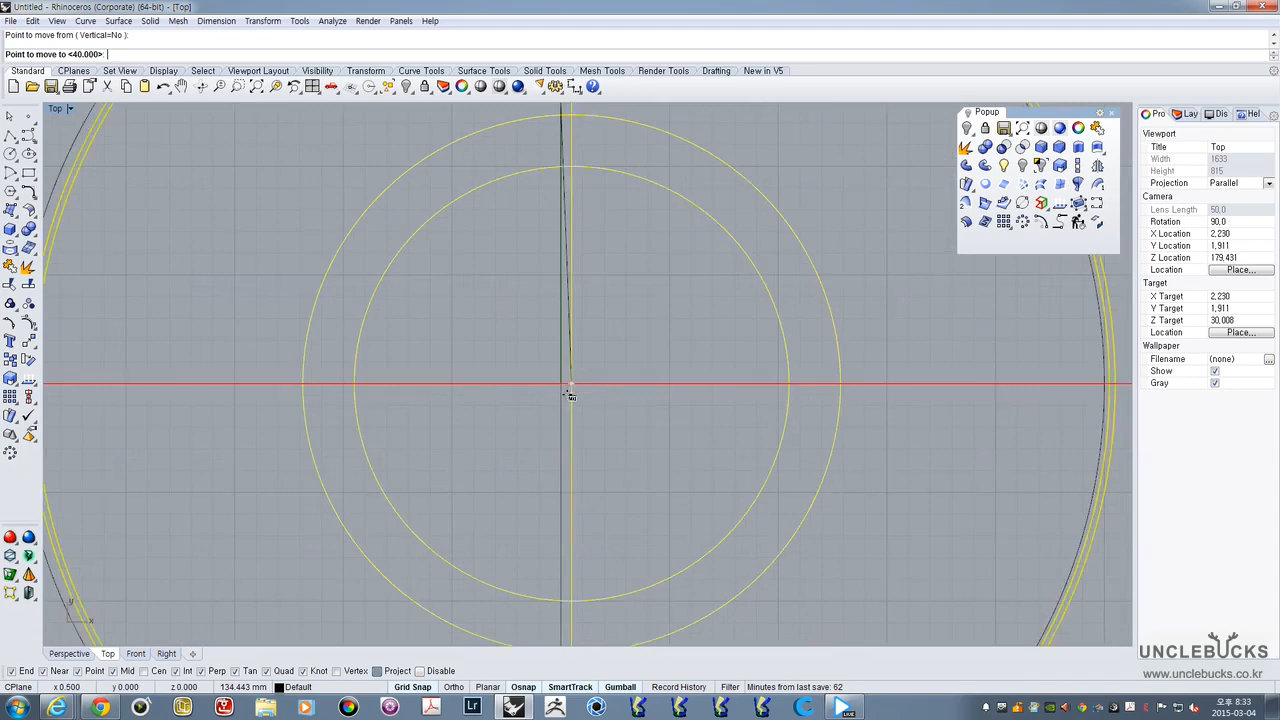 Untitled - Rhinoceros (Corporate) (64-bit) - [Top]
File Edit View Curve Surface Solid Mesh Dimension Transform Tools Analyze Render Panels Help
Point to move from ( Vertical=No ):
Point to move to <40.000>:
Standard CPlanes Set View Display Select Viewport Layout Visibility Transform Curve Tools Surface Tools Solid Tools Mesh Tools Render Tools Drafting New in V5
Top
Popup
Pro Lay Dis Hel
Viewport
Title Top
Width 1633
Height 815
Projection Parallel
Camera
Lens Length 50,0
Rotation 90,0
X Location 2,230
Y Location 1,911
Z Location 179,431
Location Place...
Target
X Target 2,230
Y Target 1,911
Z Target 30,008
Location Place...
Wallpaper
Filename (none) ...
Show
Gray
y
x
Perspective Top Front Right
End Near Point Mid Cen Int Perp Tan Quad Knot Vertex Project Disable
CPlane x 0.500 y 0.000 z 0.000 134.443 mm Default Grid Snap Ortho Planar Osnap SmartTrack Gumball Record History Filter Minutes from last save: 62
UNCLEBUCKS
www.unclebucks.co.kr
Lr
LIVE
오후 8:33
2015-03-04